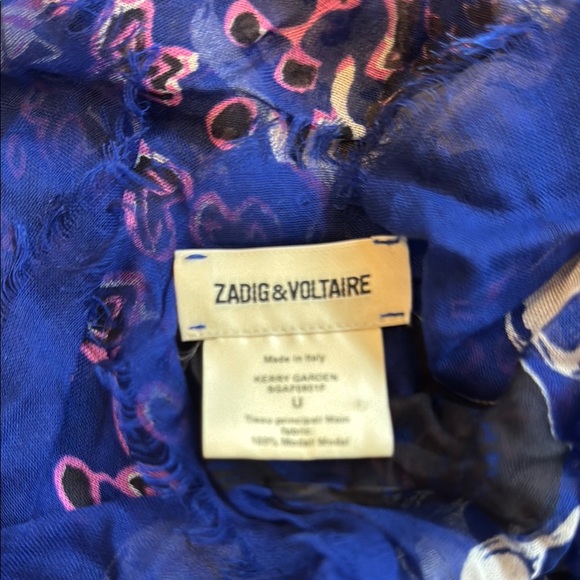 ZADIG&VOLTAIRE
Made in Italy
KERRY GARDEN
U
Tissu principal/ Main
fabric:
100% Modal/ Modal